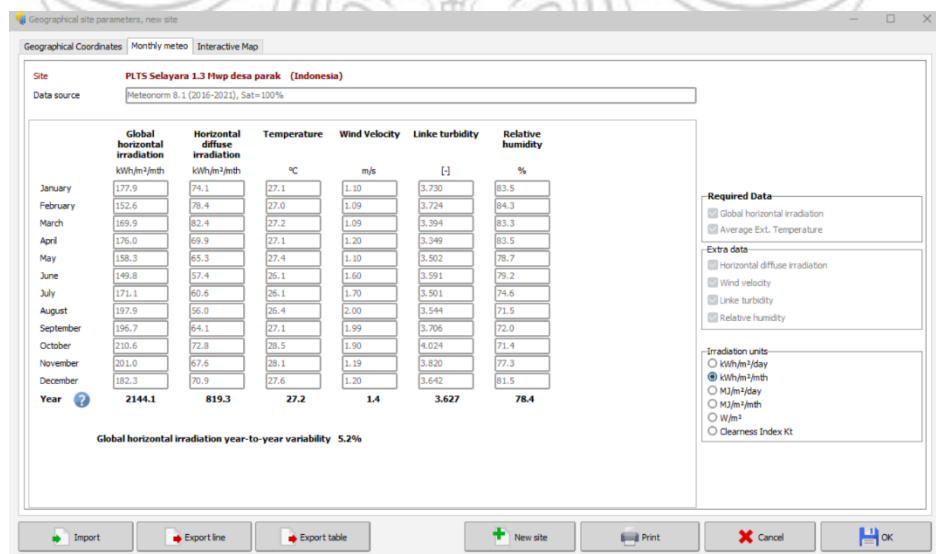 Geographical site parameters, new site
Geographical Coordinates Monthly meteo Interactive Map
Site PLTS Selayara 1.3 Mwp desa parak (Indonesia)
Data source Meteonorm 8.1 (2016-2021), Sat=100%
Global horizontal irradiation Horizontal diffuse irradiation Temperature Wind Velocity Linke turbidity Relative humidity
kWh/m²/mth kWh/m²/mth °C m/s [-] %
January 177.9 74.1 27.1 1.10 3.730 83.5
February 152.6 78.4 27.0 1.09 3.724 84.3
March 169.9 82.4 27.2 1.09 3.394 83.3
April 176.0 69.9 27.1 1.20 3.349 83.5
May 158.3 65.3 27.4 1.10 3.502 78.7
June 149.8 57.4 26.1 1.60 3.591 79.2
July 171.1 60.6 26.1 1.70 3.501 74.6
August 197.9 56.0 26.4 2.00 3.544 71.5
September 196.7 64.1 27.1 1.99 3.706 72.0
October 210.6 72.8 28.5 1.90 4.024 71.4
November 201.0 67.6 28.1 1.19 3.820 77.3
December 182.3 70.9 27.6 1.20 3.642 81.5
Year ? 2144.1 819.3 27.2 1.4 3.627 78.4
Global horizontal irradiation year-to-year variability 5.2%
Required Data
Global horizontal irradiation
Average Ext. Temperature
Extra data
Horizontal diffuse irradiation
Wind velocity
Linke turbidity
Relative humidity
Irradiation units
kWh/m²/day
kWh/m²/mth
MJ/m²/day
MJ/m²/mth
W/m²
Clearness Index Kt
Import Export line Export table New site Print Cancel OK